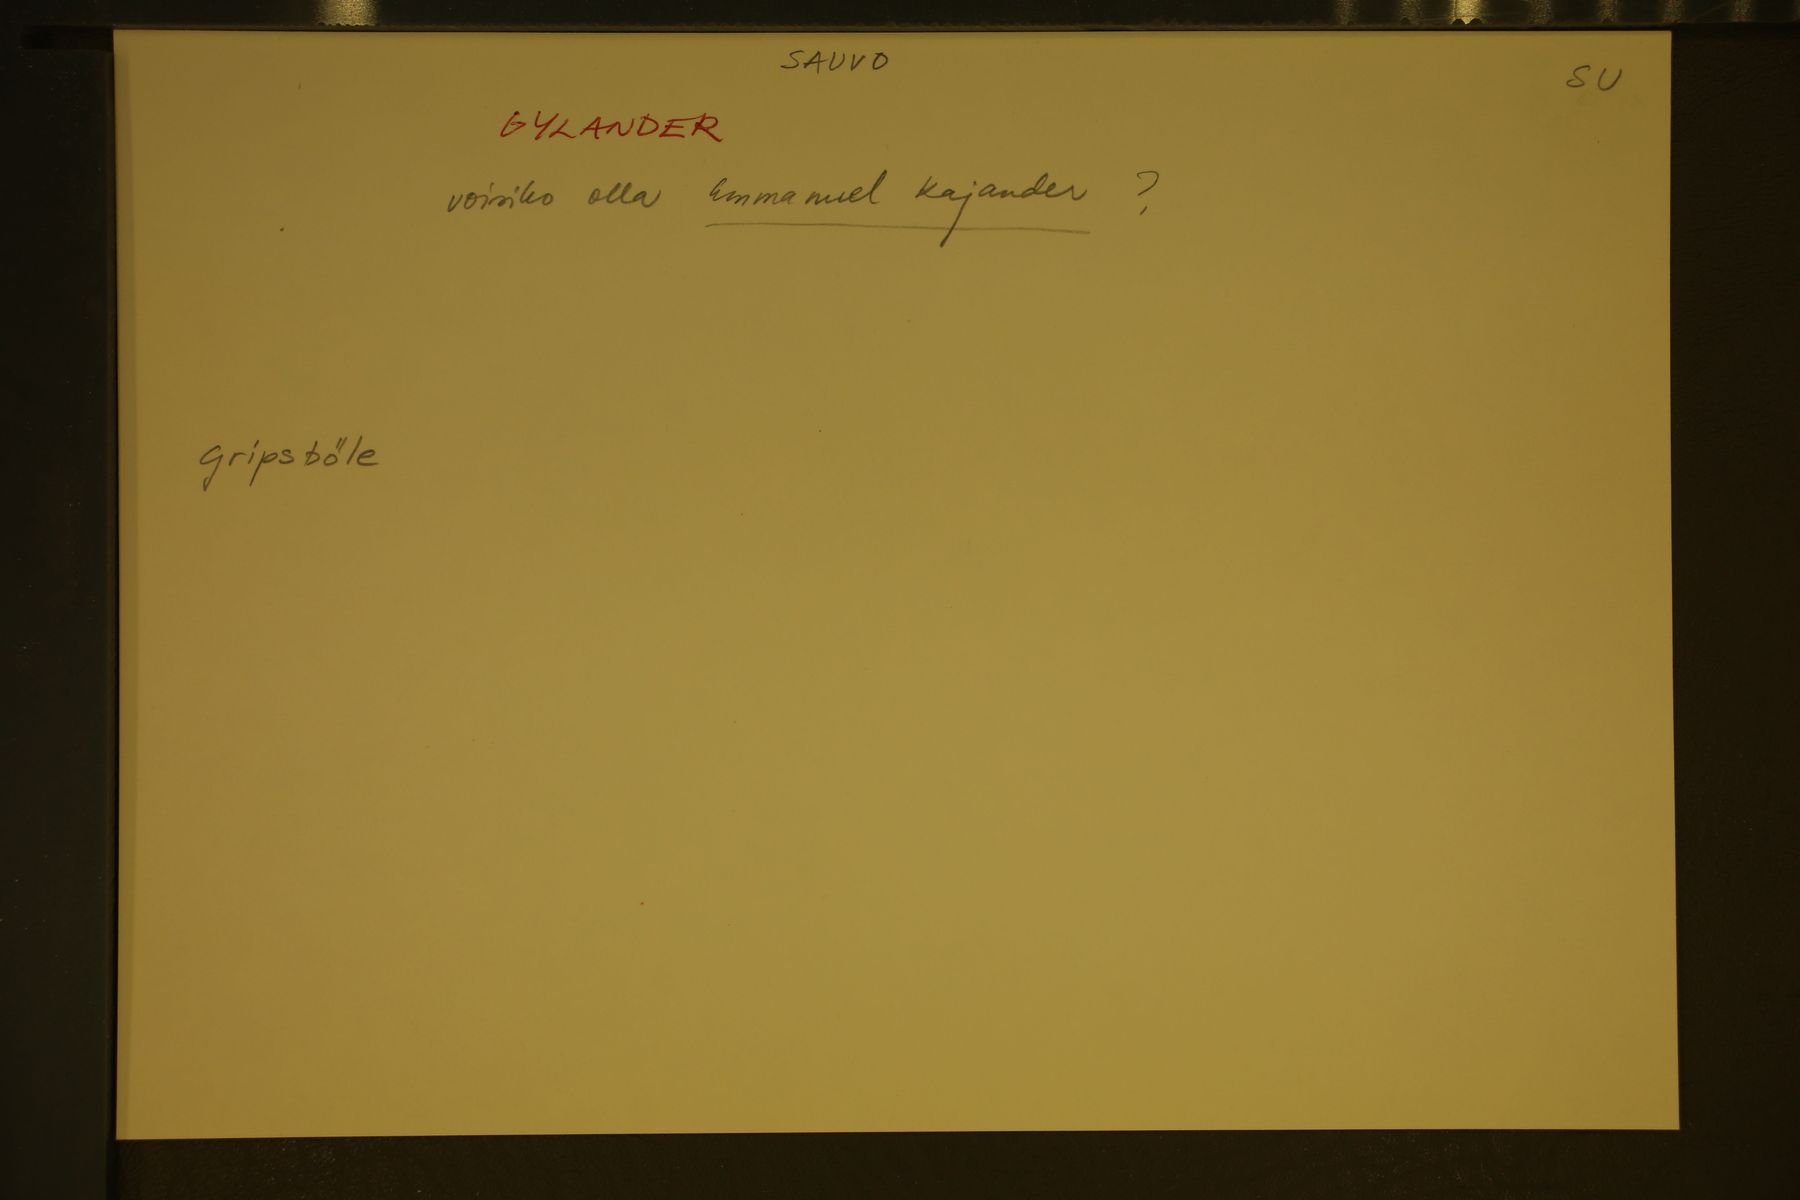 SAUVO
SU
GYLANDER
voisiko olla Emmanuel Kajander ?
Gripsböle